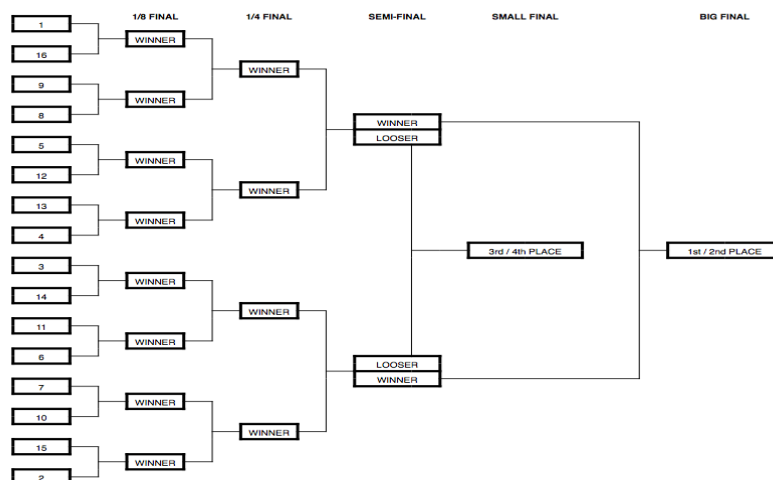 1/8 FINAL 1/4 FINAL SEMI-FINAL SMALL FINAL BIG FINAL
1
WINNER
16
WINNER
9
WINNER
8
WINNER
LOOSER
5
WINNER
12
WINNER
13
WINNER
4
3rd / 4th PLACE 1st / 2nd PLACE
3
WINNER
14
WINNER
11
WINNER
6
LOOSER
WINNER
7
WINNER
10
WINNER
15
WINNER
2